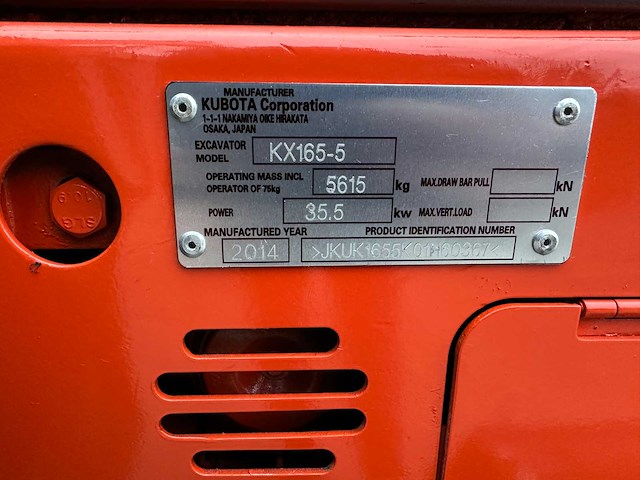 MANUFACTURER
KUBOTA Corporation
1-1-1 NAKAMIYA OIKE HIRAKATA
OSAKA, JAPAN
EXCAVATOR MODEL KX165-5
OPERATING MASS INCL OPERATOR OF 75kg 5615 kg MAX.DRAW BAR PULL kN
POWER 35.5 kw MAX.VERT.LOAD kN
MANUFACTURED YEAR PRODUCT IDENTIFICATION NUMBER
2014
10.9